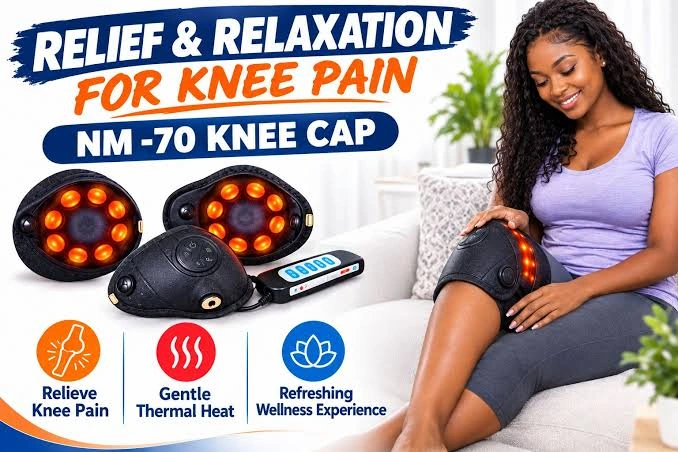 RELIEF & RELAXATION
FOR KNEE PAIN
NM -70 KNEE CAP
Relieve
Knee Pain
Gentle
Thermal Heat
Refreshing
Wellness Experience